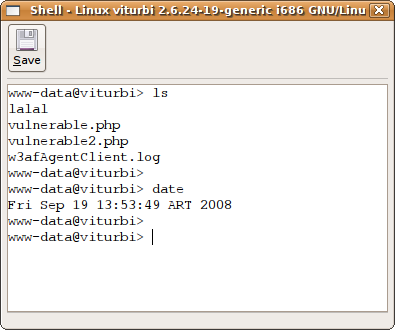 Shell - Linux viturbi 2.6.24-19-generic i686 GNU/Linu
Save
www-data@viturbi> ls
lalal
vulnerable.php
vulnerable2.php
w3afAgentClient.log
www-data@viturbi>
www-data@viturbi> date
Fri Sep 19 13:53:49 ART 2008
www-data@viturbi>
www-data@viturbi>